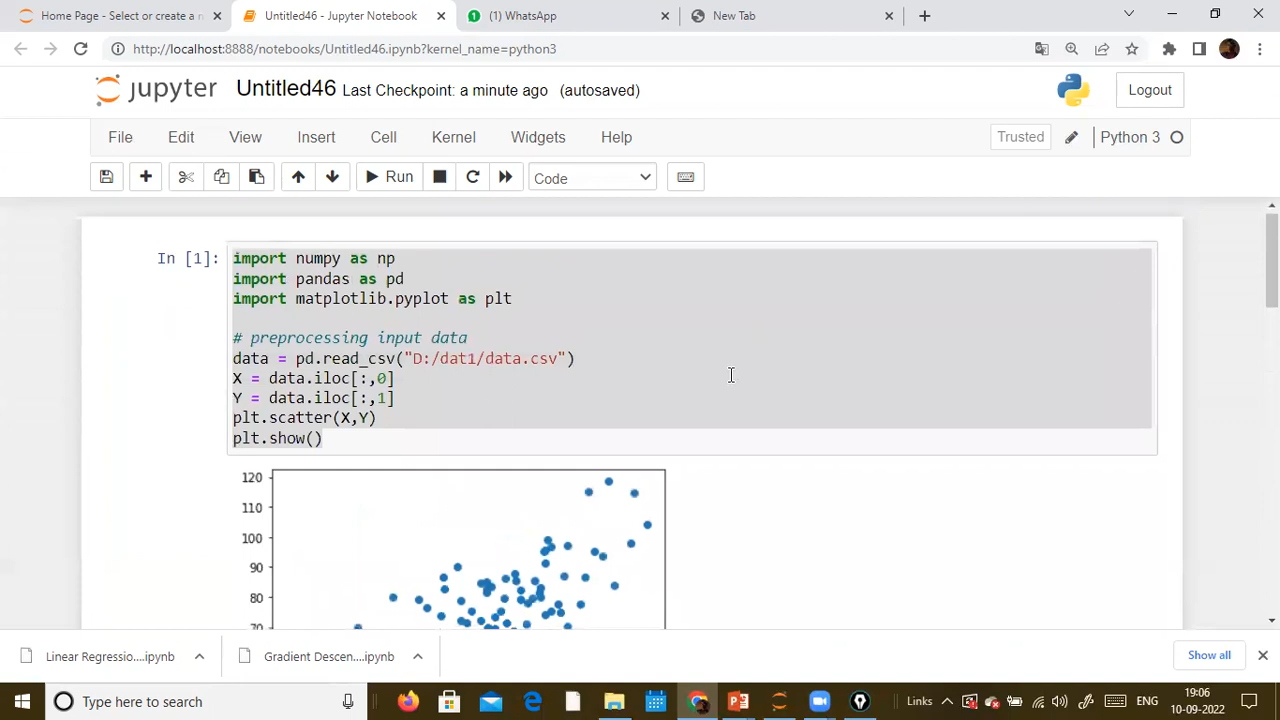 Home Page - Select or create a n
Untitled46 - Jupyter Notebook
(1) WhatsApp
New Tab
http://localhost:8888/notebooks/Untitled46.ipynb?kernel_name=python3
jupyter Untitled46 Last Checkpoint: a minute ago (autosaved)
Logout
File Edit View Insert Cell Kernel Widgets Help
Trusted
Python 3
Run
Code
In [1]:
import numpy as np
import pandas as pd
import matplotlib.pyplot as plt
# preprocessing input data
data = pd.read_csv("D:/dat1/data.csv")
X = data.iloc[:,0]
Y = data.iloc[:,1]
plt.scatter(X,Y)
plt.show()
120
110
100
90
80
70
Linear Regressio....ipynb
Gradient Descen....ipynb
Show all
Type here to search
Links
ENG
19:06
10-09-2022